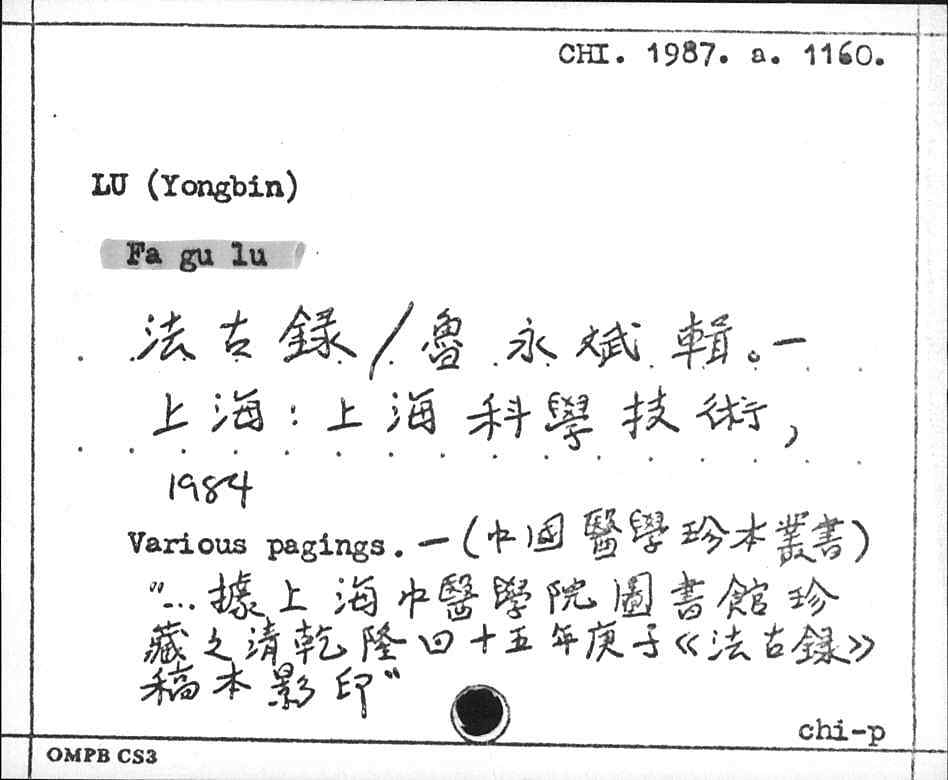 CHI. 1987. a. 1160.
LU (Yongbin)
Fa gu lu
法古録/魯永斌輯。—
上海:上海科學技術,
1984
Various pagings. — (中国醫學珍本叢書)
"...據上海中醫學院圖書館珍
藏之清乾隆四十五年庚子《法古録》
稿本影印"
chi-p
OMPB CS3